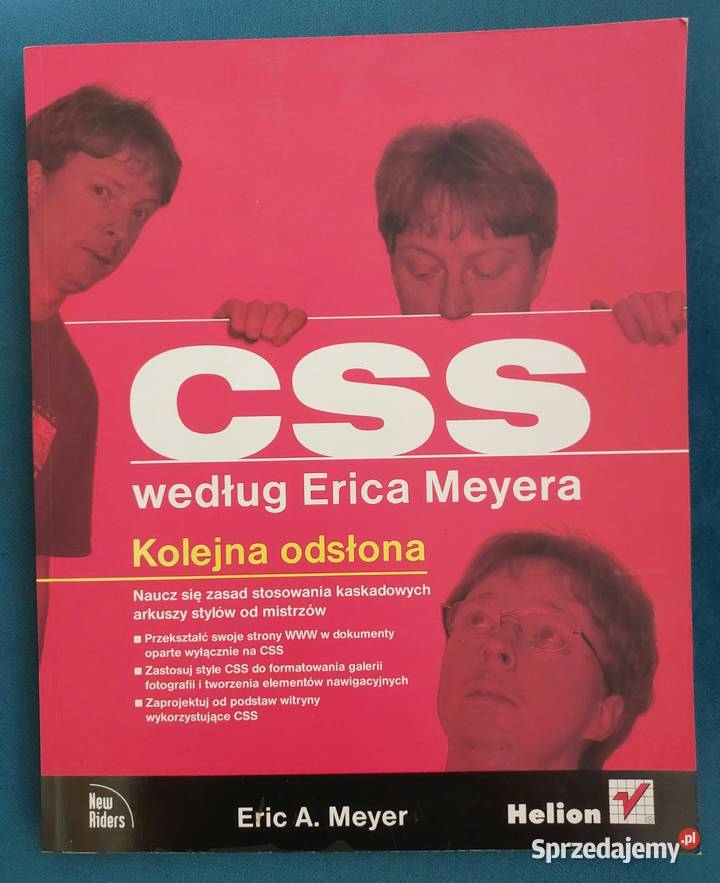 CSS
według Erica Meyera
Kolejna odsłona
Naucz się zasad stosowania kaskadowych
arkuszy stylów od mistrzów
■ Przekształć swoje strony WWW w dokumenty
oparte wyłącznie na CSS
■ Zastosuj style CSS do formatowania galerii
fotografii i tworzenia elementów nawigacyjnych
■ Zaprojektuj od podstaw witryny
wykorzystujące CSS
New
Riders
Eric A. Meyer
Helion
Sprzedajemy.pl